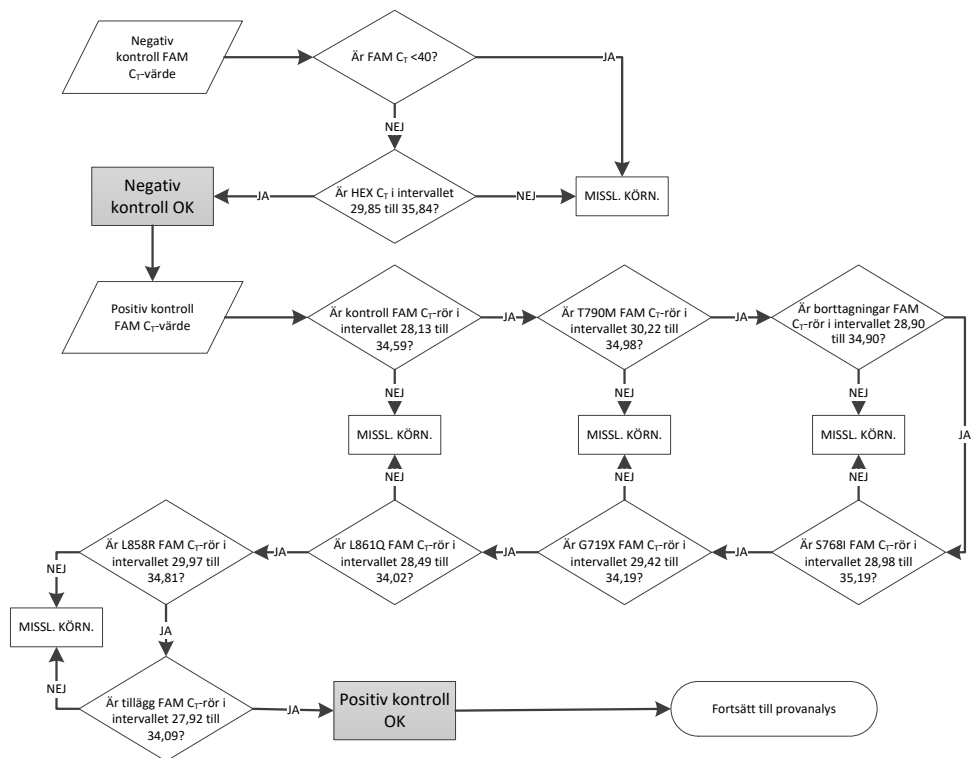 Negativ
kontroll FAM
CT-värde
Är FAM CT <40?
JA
NEJ
Negativ
kontroll OK
JA
Är HEX CT i intervallet
29,85 till 35,84?
NEJ
MISSL. KÖRN.
Positiv kontroll
FAM CT-värde
Är kontroll FAM CT-rör i
intervallet 28,13 till
34,59?
JA
Är T790M FAM CT-rör i
intervallet 30,22 till
34,98?
JA
Är borttagningar FAM
CT-rör i intervallet 28,90
till 34,90?
NEJ
NEJ
NEJ
MISSL. KÖRN.
MISSL. KÖRN.
MISSL. KÖRN.
JA
NEJ
NEJ
NEJ
Är L858R FAM CT-rör i
intervallet 29,97 till
34,81?
JA
Är L861Q FAM CT-rör i
intervallet 28,49 till
34,02?
JA
Är G719X FAM CT-rör i
intervallet 29,42 till
34,19?
JA
Är S768I FAM CT-rör i
intervallet 28,98 till
35,19?
NEJ
MISSL. KÖRN.
JA
NEJ
Är tillägg FAM CT-rör i
intervallet 27,92 till
34,09?
JA
Positiv kontroll
OK
Fortsätt till provanalys